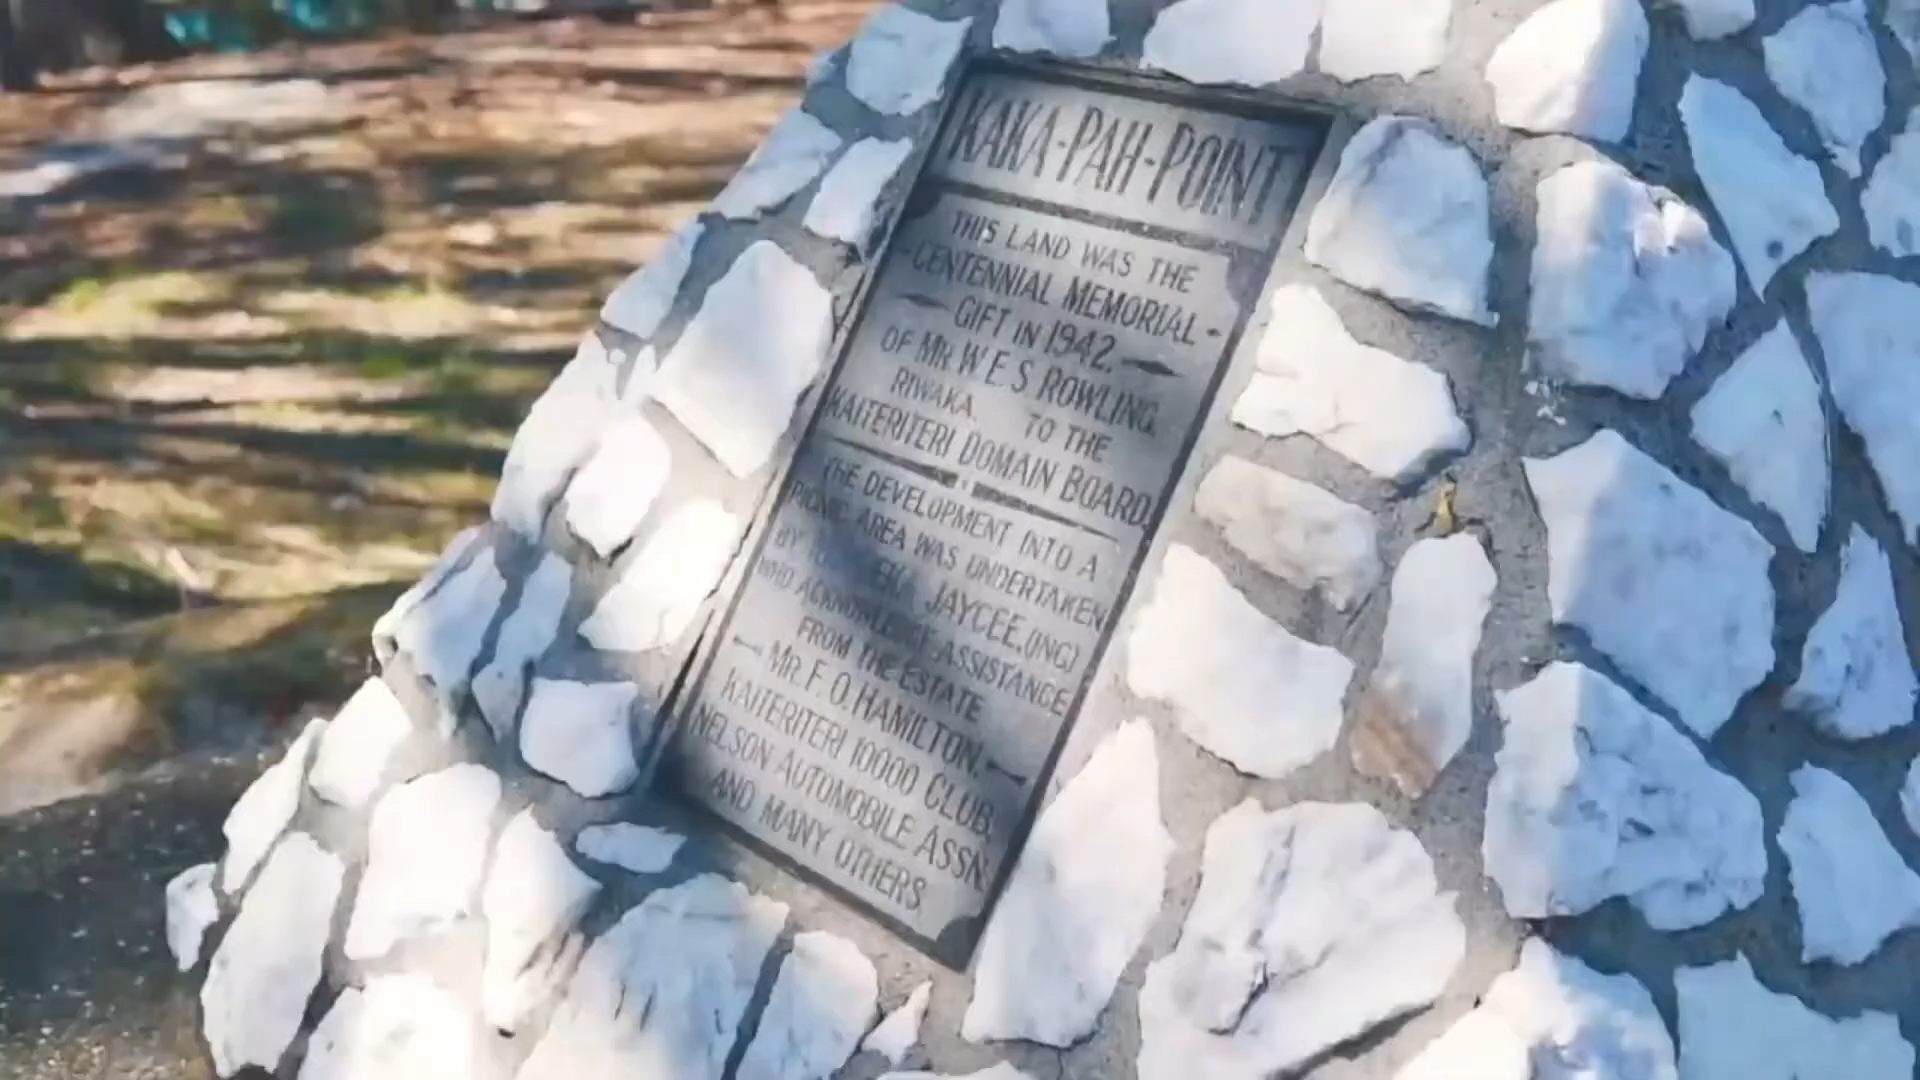 KAKA-PAH-POINT
THIS LAND WAS THE
CENTENNIAL MEMORIAL
GIFT IN 1942.
OF MR. W.E.S. ROWLING.
RIWAKA. TO THE
KAITERITERI DOMAIN BOARD.
THE DEVELOPMENT INTO A
PICNIC AREA WAS UNDERTAKEN
BY JAYCEE.(INC)
WHO ACKNOWLEDGE ASSISTANCE
FROM THE ESTATE
MR. F. O. HAMILTON.
KAITERITERI 10000 CLUB.
NELSON AUTOMOBILE ASSN.
AND MANY OTHERS.